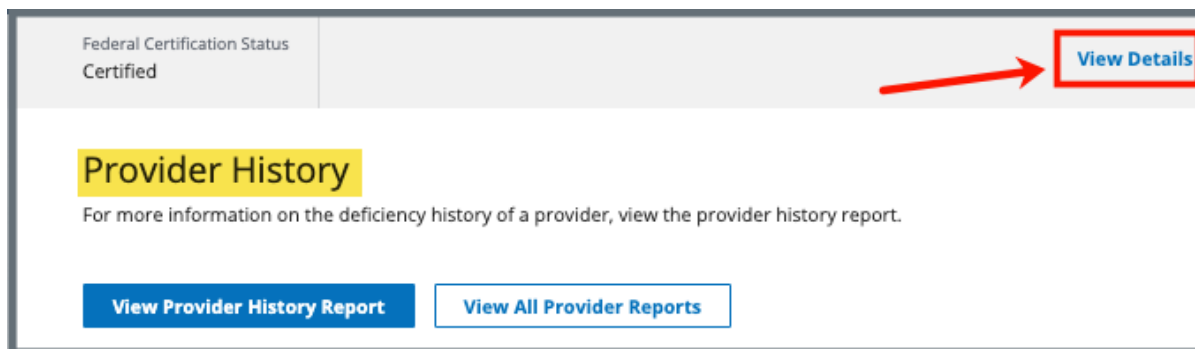 Federal Certification Status
Certified
View Details
Provider History
For more information on the deficiency history of a provider, view the provider history report.
View Provider History Report
View All Provider Reports